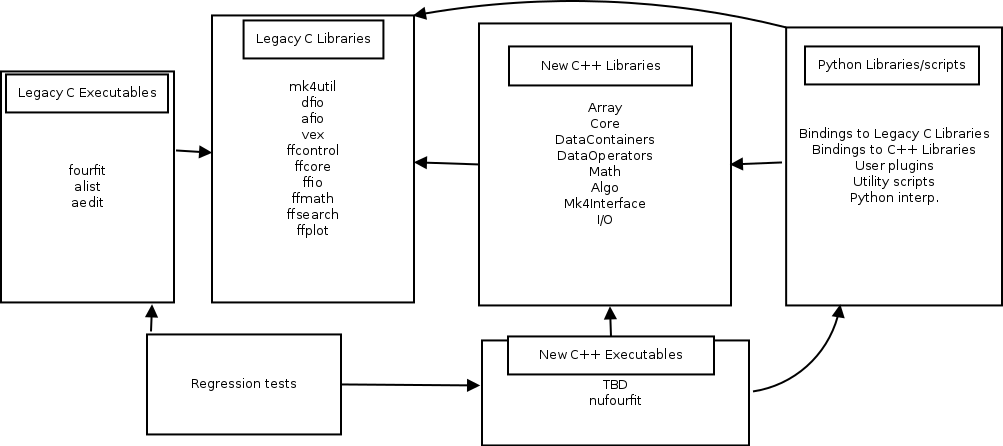 Legacy C Executables
fourfit
alist
aedit
Legacy C Libraries
mk4util
dfio
afio
vex
ffcontrol
ffcore
ffio
ffmath
ffsearch
ffplot
New C++ Libraries
Array
Core
DataContainers
DataOperators
Math
Algo
Mk4Interface
I/O
Python Libraries/scripts
Bindings to Legacy C Libraries
Bindings to C++ Libraries
User plugins
Utility scripts
Python interp.
Regression tests
New C++ Executables
TBD
nufourfit